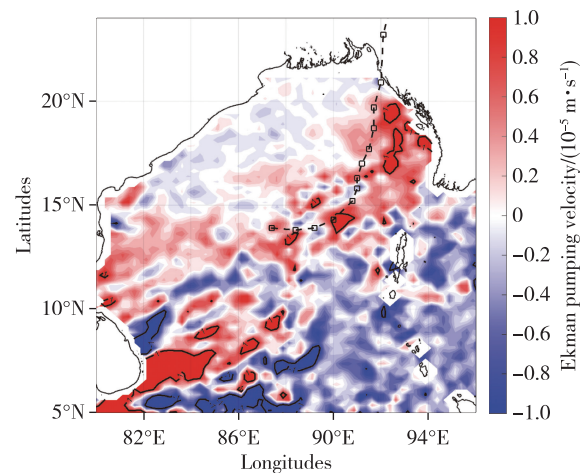 20°N
15°N
10°N
5°N
Latitudes
82°E 86°E 90°E 94°E
Longitudes
1.0
0.8
0.6
0.4
0.2
0
−0.2
−0.4
−0.6
−0.8
−1.0
Ekman pumping velocity/(10⁻⁵ m·s⁻¹)